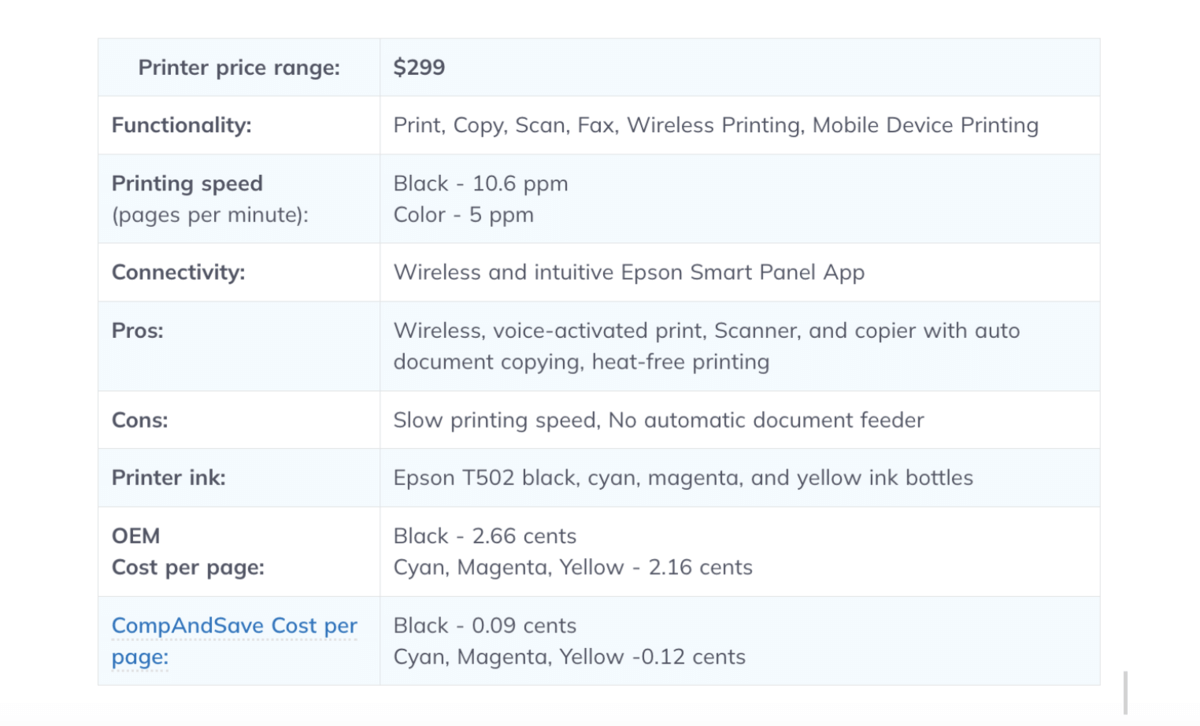 Printer price range: $299
Functionality: Print, Copy, Scan, Fax, Wireless Printing, Mobile Device Printing
Printing speed
(pages per minute):
Black - 10.6 ppm
Color - 5 ppm
Connectivity: Wireless and intuitive Epson Smart Panel App
Pros: Wireless, voice-activated print, Scanner, and copier with auto
document copying, heat-free printing
Cons: Slow printing speed, No automatic document feeder
Printer ink: Epson T502 black, cyan, magenta, and yellow ink bottles
OEM
Cost per page:
Black - 2.66 cents
Cyan, Magenta, Yellow - 2.16 cents
CompAndSave Cost per
page:
Black - 0.09 cents
Cyan, Magenta, Yellow -0.12 cents